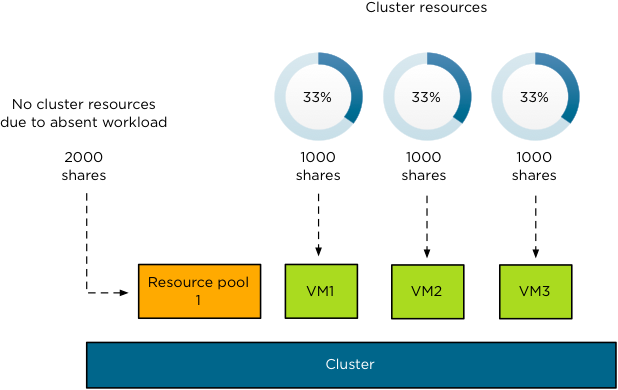 Cluster resources
No cluster resources
due to absent workload
33%
33%
33%
2000
shares
1000
shares
1000
shares
1000
shares
Resource pool
1
VM1
VM2
VM3
Cluster